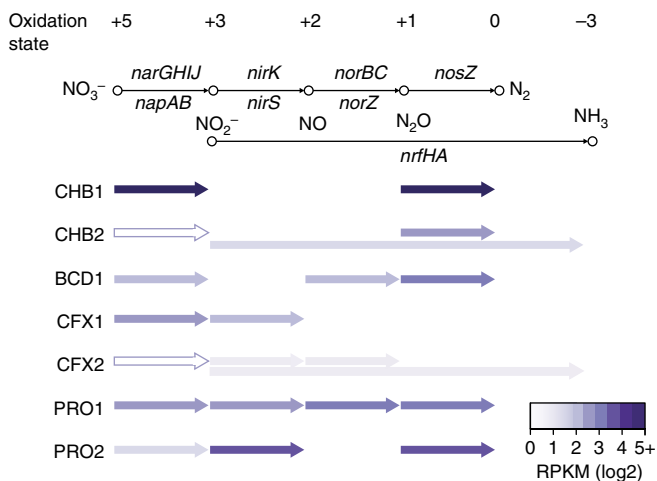 Oxidation state +5 +3 +2 +1 0 −3
narGHIJ nirK norBC nosZ
NO₃⁻ N₂
napAB nirS norZ
NO₂⁻ NO N₂O NH₃
nrfHA
CHB1
CHB2
BCD1
CFX1
CFX2
PRO1
PRO2
0 1 2 3 4 5+
RPKM (log2)